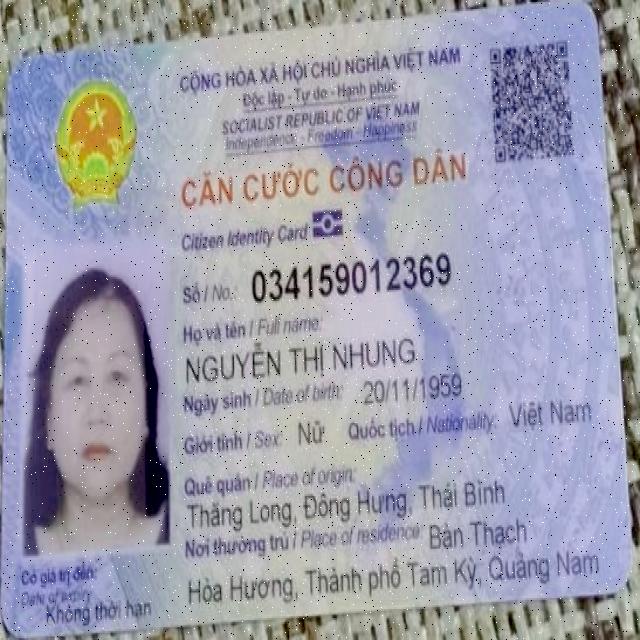 CỘNG HÒA XÃ HỘI CHỦ NGHĨA VIỆT NAM
Độc lập - Tự do - Hạnh phúc
SOCIALIST REPUBLIC OF VIET NAM
Independence - Freedom - Happiness
CĂN CƯỚC CÔNG DÂN
Citizen Identity Card
Số / No.: 034159012369
Họ và tên / Full name:
NGUYỄN THỊ NHUNG
Ngày sinh / Date of birth: 20/11/1959
Giới tính / Sex: Nữ Quốc tịch / Nationality: Việt Nam
Quê quán / Place of origin:
Thăng Long, Đông Hưng, Thái Bình
Nơi thường trú / Place of residence: Bàn Thạch
Hòa Hương, Thành phố Tam Kỳ, Quảng Nam
Có giá trị đến:
Date of expiry
Không thời hạn